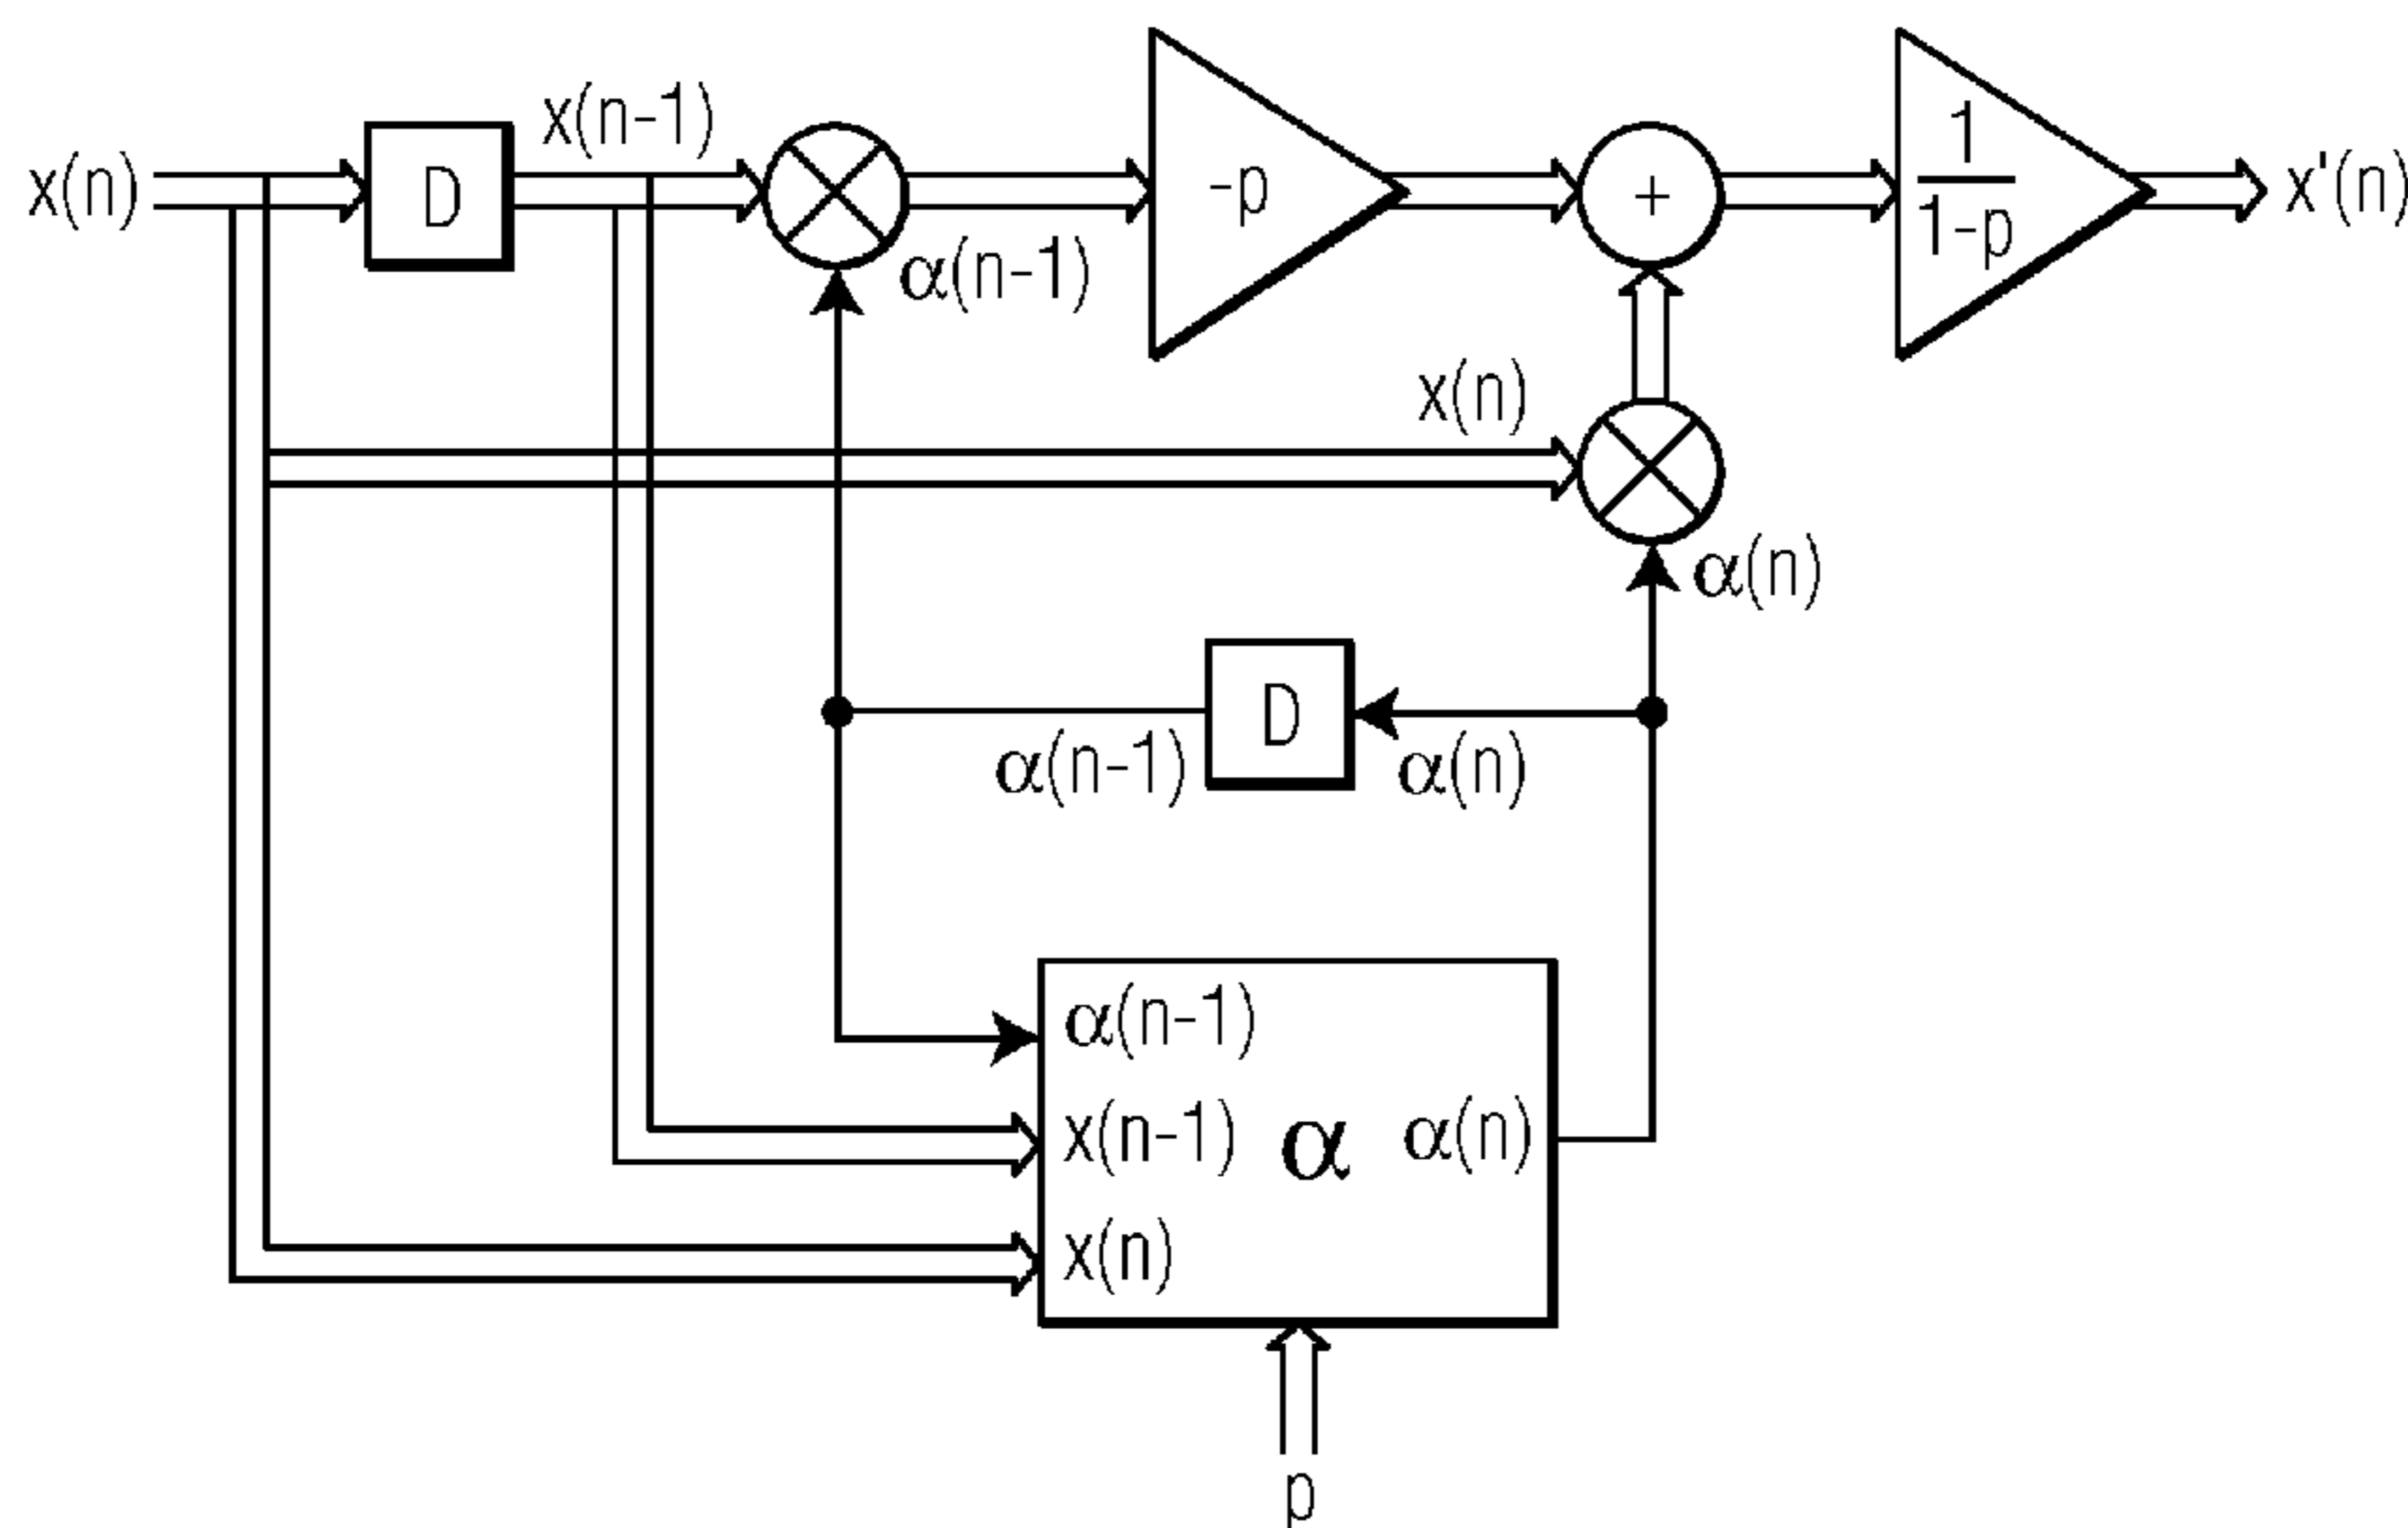 x(n)
D
x(n-1)
α(n-1)
-p
+
1
1-p
x'(n)
x(n)
α(n)
D
α(n-1)
α(n)
α(n-1)
x(n-1)
α
α(n)
x(n)
p